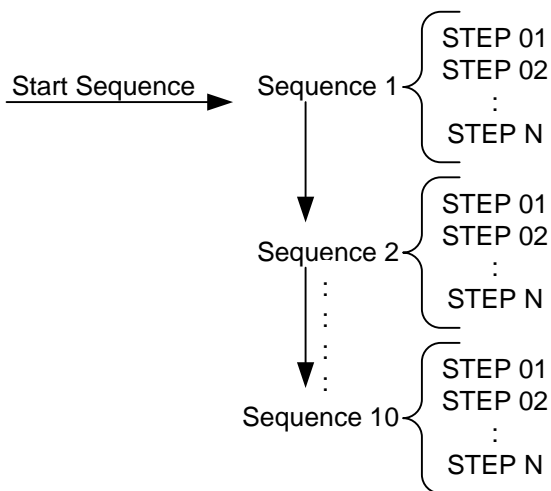 Start Sequence
Sequence 1
STEP 01
STEP 02
:
STEP N
Sequence 2
STEP 01
STEP 02
:
STEP N
:
:
:
:
Sequence 10
STEP 01
STEP 02
:
STEP N